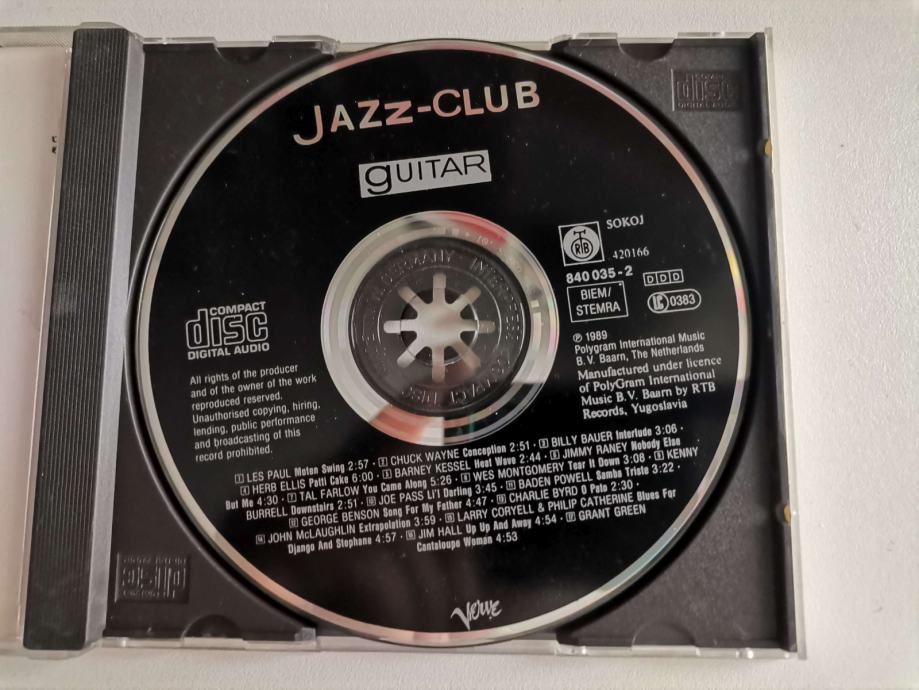 JAZZ-CLUB
gUITAR
RTB
SOKOJ
420166
840 035-2
DDD
BIEM/
STEMRA
LC 0383
COMPACT
disc
DIGITAL AUDIO
All rights of the producer
and of the owner of the work
reproduced reserved.
Unauthorised copying, hiring,
lending, public performance
and broadcasting of this
record prohibited.
℗ 1989
Polygram International Music
B.V. Baarn, The Netherlands
Manufactured under licence
of PolyGram International
Music B.V. Baarn by RTB
Records, Yugoslavia
1 LES PAUL Moten Swing 2:57 · 2 CHUCK WAYNE Conception 2:51 · 3 BILLY BAUER Interlude 3:06 ·
4 HERB ELLIS Patti Cake 6:00 · 5 BARNEY KESSEL Heat Wave 2:44 · 6 JIMMY RANEY Nobody Else
But Me 4:30 · 7 TAL FARLOW You Came Along 5:26 · 8 WES MONTGOMERY Tear It Down 3:08 · 9 KENNY
BURRELL Downstairs 2:51 · 10 JOE PASS Li'l Darling 3:45 · 11 BADEN POWELL Samba Triste 3:22 ·
12 GEORGE BENSON Song For My Father 4:47 · 13 CHARLIE BYRD O Pato 2:30 ·
14 JOHN McLAUGHLIN Extrapolation 3:59 · 15 LARRY CORYELL & PHILIP CATHERINE Blues For
Django And Stephane 4:57 · 16 JIM HALL Up Up And Away 4:54 · 17 GRANT GREEN
Cantaloupe Woman 4:53
Verve
disc
DIGITAL AUDIO
disc